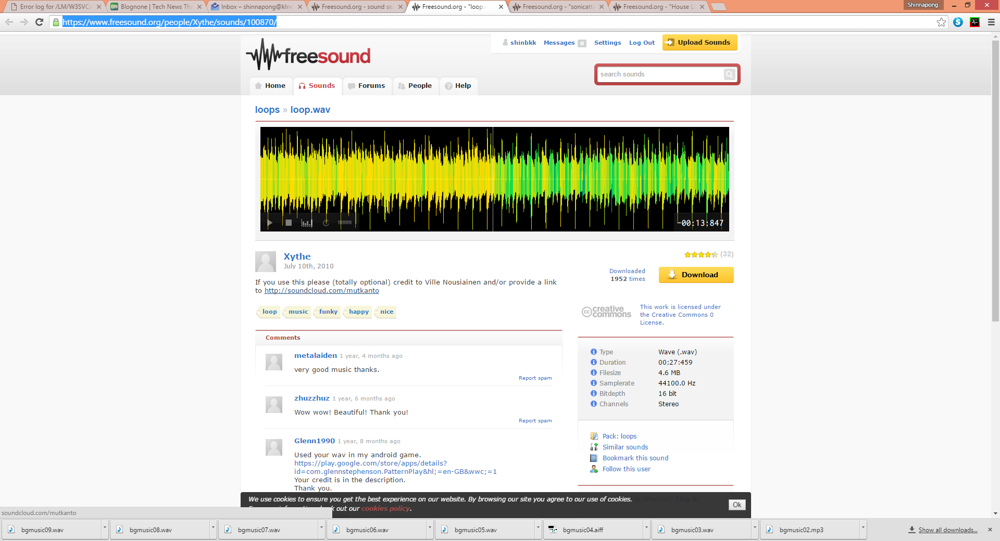 Error log for /LM/W3SVC/
Blognone | Tech News Tha
Inbox – shinnapong@klne
Freesound.org - sound se
Freesound.org - "loop.
Freesound.org - "sonicatta
Freesound.org - "House L
Shinnapong
https://www.freesound.org/people/Xythe/sounds/100870/
freesound
shinbkk
Messages 0
Settings
Log Out
Upload Sounds
search sounds
Home
Sounds
Forums
People
Help
loops » loop.wav
-00:13:847
Xythe
July 10th, 2010
(32)
Downloaded
1952 times
Download
If you use this please (totally optional) credit to Ville Nousiainen and/or provide a link
to http://soundcloud.com/mutkanto
loop
music
funky
happy
nice
cc creative
commons
This work is licensed under
the Creative Commons 0
License.
Comments
metalaiden 1 year, 4 months ago
very good music thanks.
Report spam
zhuzzhuz 1 year, 6 months ago
Wow wow! Beautiful! Thank you!
Report spam
Glenn1990 1 year, 8 months ago
Used your wav in my android game.
https://play.google.com/store/apps/details?
id=com.glennstephenson.PatternPlay&hl;=en-GB&wwc;=1
Your credit is in the description.
Thank you.
Type Wave (.wav)
Duration 00:27:459
Filesize 4.6 MB
Samplerate 44100.0 Hz
Bitdepth 16 bit
Channels Stereo
Pack: loops
Similar sounds
Bookmark this sound
Follow this user
We use cookies to ensure you get the best experience on our website. By browsing our site you agree to our use of cookies.
out our cookies policy.
Ok
soundcloud.com/mutkanto
bgmusic09.wav
bgmusic08.wav
bgmusic07.wav
bgmusic06.wav
bgmusic05.wav
bgmusic04.aiff
bgmusic03.wav
bgmusic02.mp3
Show all downloads...